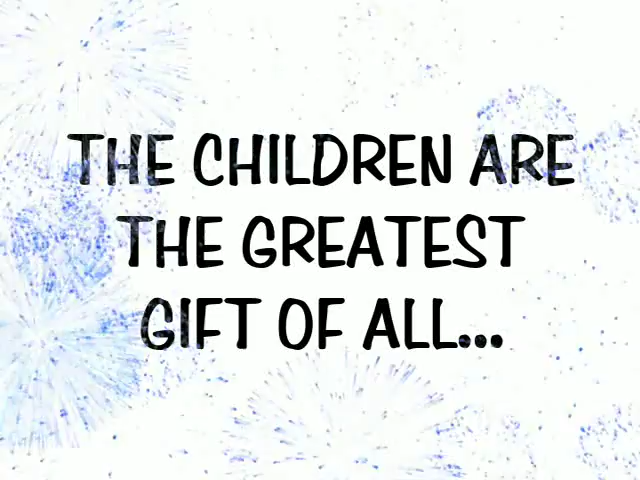 THE CHILDREN ARE
THE GREATEST
GIFT OF ALL...